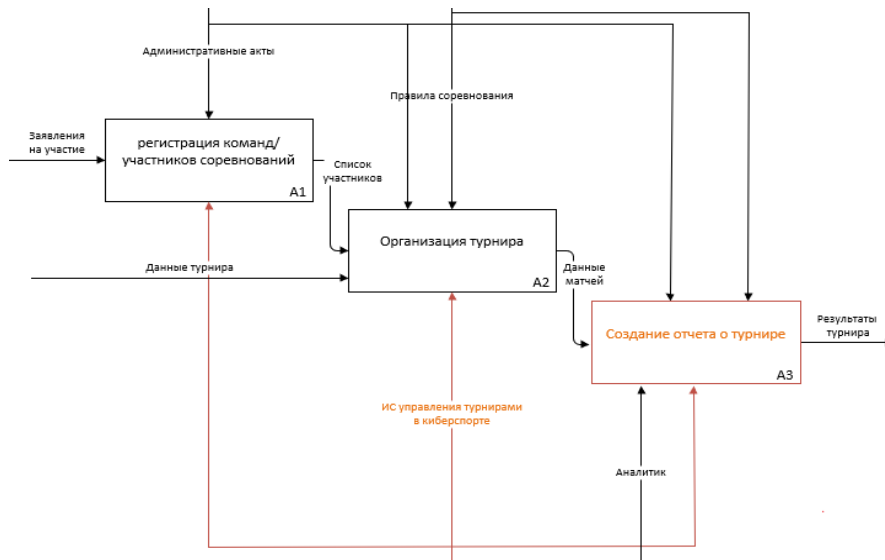 Административные акты
Правила соревнования
Заявления
на участие
регистрация команд/
участников соревнований
A1
Список
участников
Организация турнира
A2
Данные турнира
Данные
матчей
Создание отчета о турнире
A3
Результаты
турнира
ИС управления турнирами
в киберспорте
Аналитик